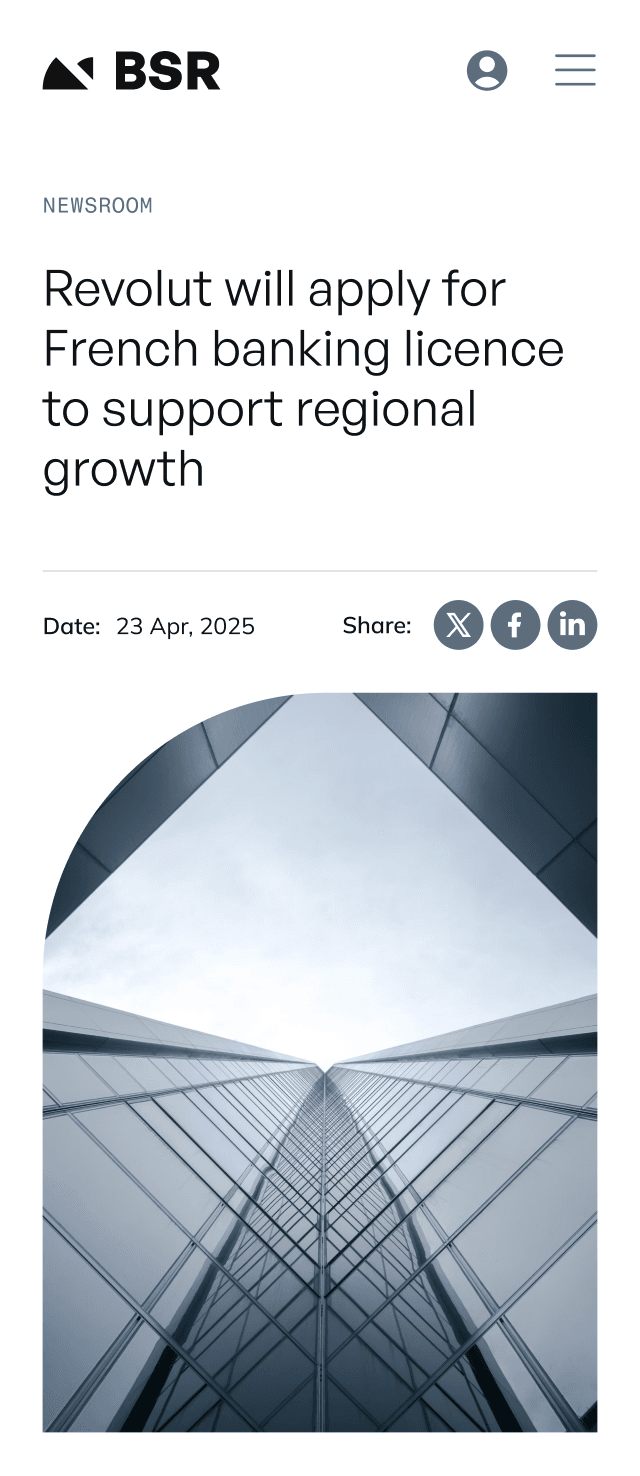 BSR
NEWSROOM
Revolut will apply for
French banking licence
to support regional
growth
Date: 23 Apr, 2025 Share: